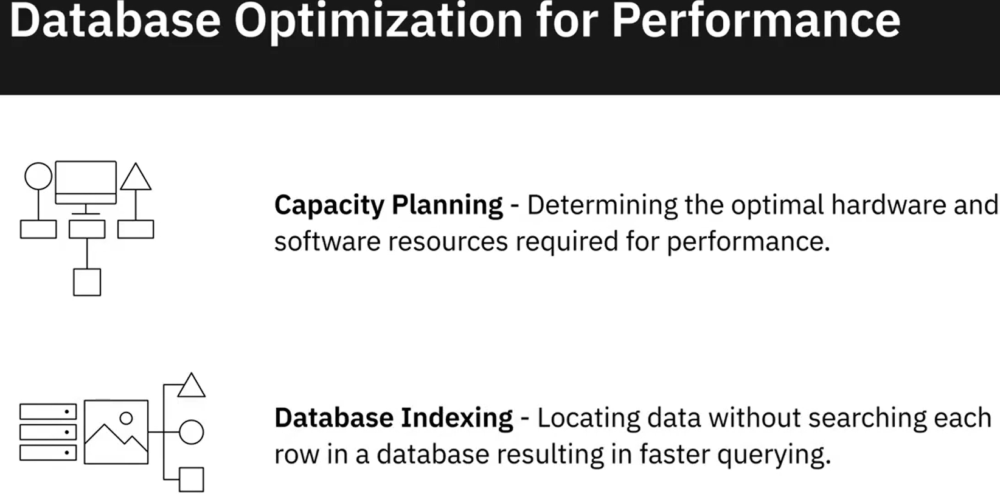 Database Optimization for Performance
Capacity Planning - Determining the optimal hardware and
software resources required for performance.
Database Indexing - Locating data without searching each
row in a database resulting in faster querying.